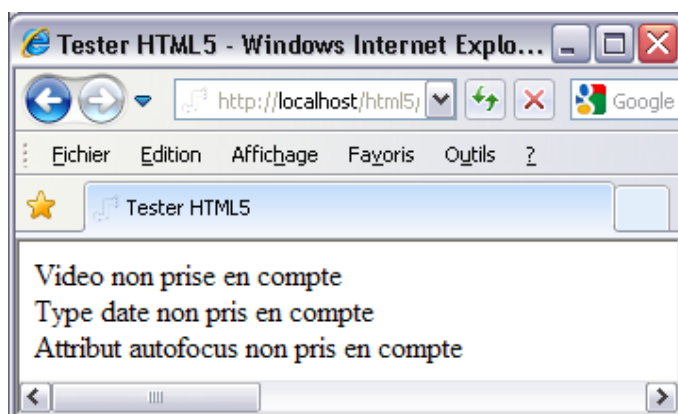 Tester HTML5 - Windows Internet Explo...
http://localhost/html5/
Google
Fichier Edition Affichage Favoris Outils ?
Tester HTML5
Video non prise en compte
Type date non pris en compte
Attribut autofocus non pris en compte